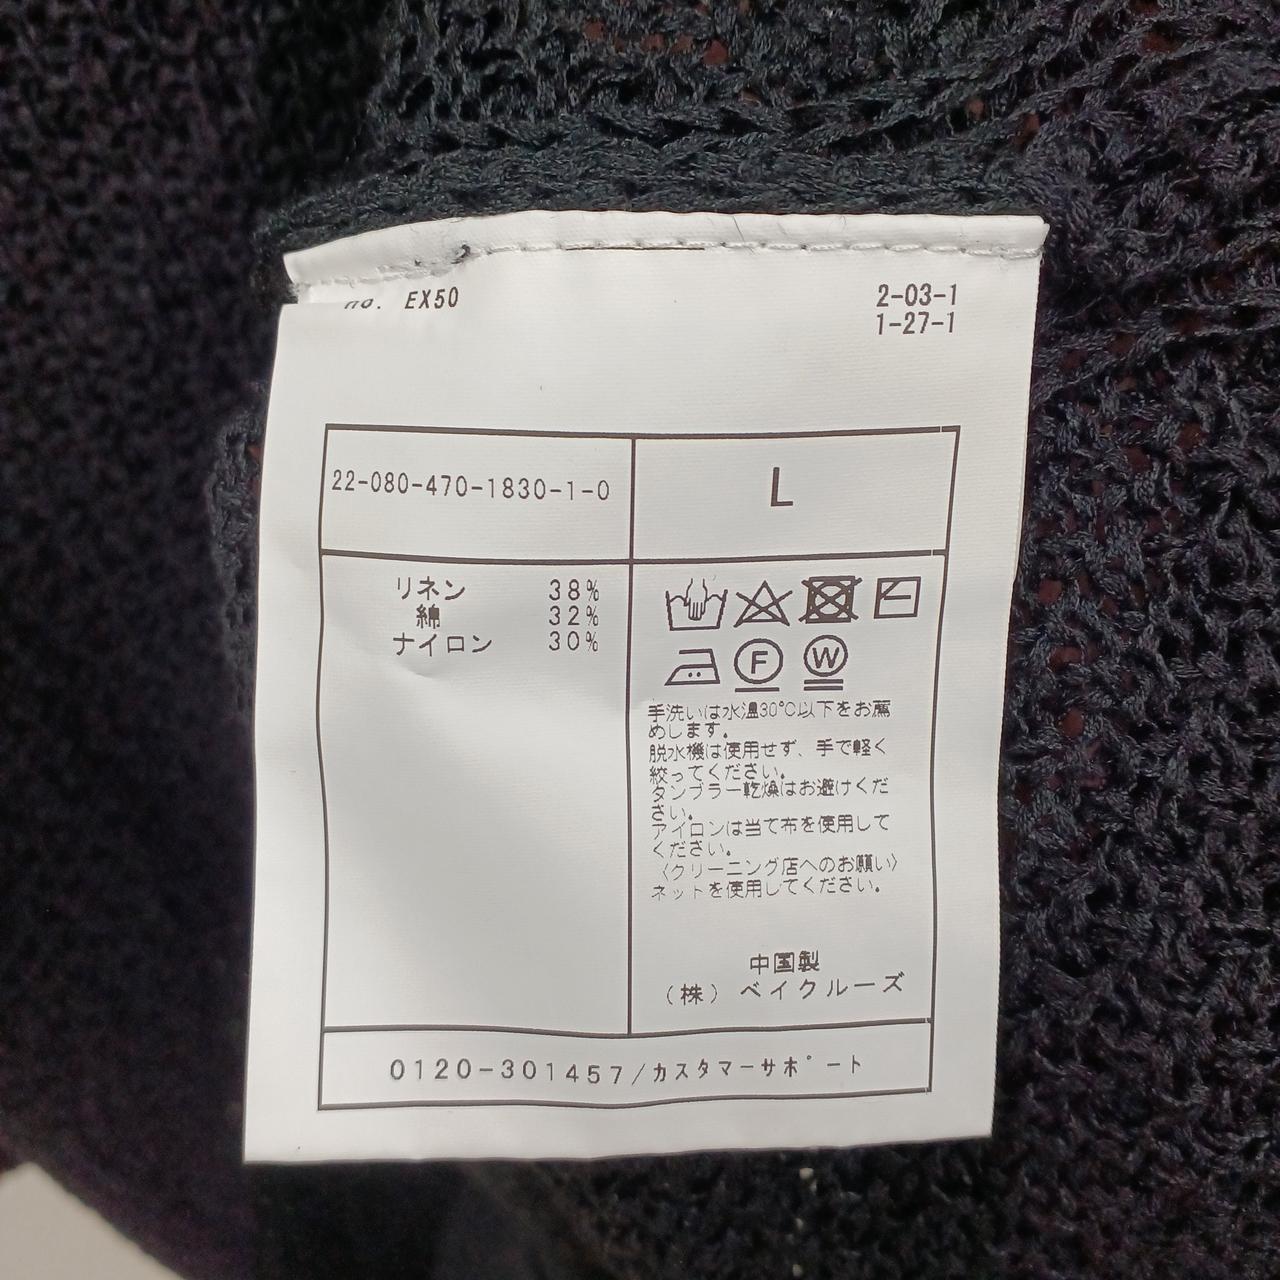 no. EX50
2-03-1
1-27-1
22-080-470-1830-1-0
L
リネン 38%
綿 32%
ナイロン 30%
F W
手洗いは水温30℃以下をお薦
めします。
脱水機は使用せず、手で軽く
絞ってください。
タンブラー乾燥はお避けくだ
さい。
アイロンは当て布を使用して
ください。
〈クリーニング店へのお願い〉
ネットを使用してください。
中国製
(株) ベイクルーズ
0120-301457/カスタマーサポート